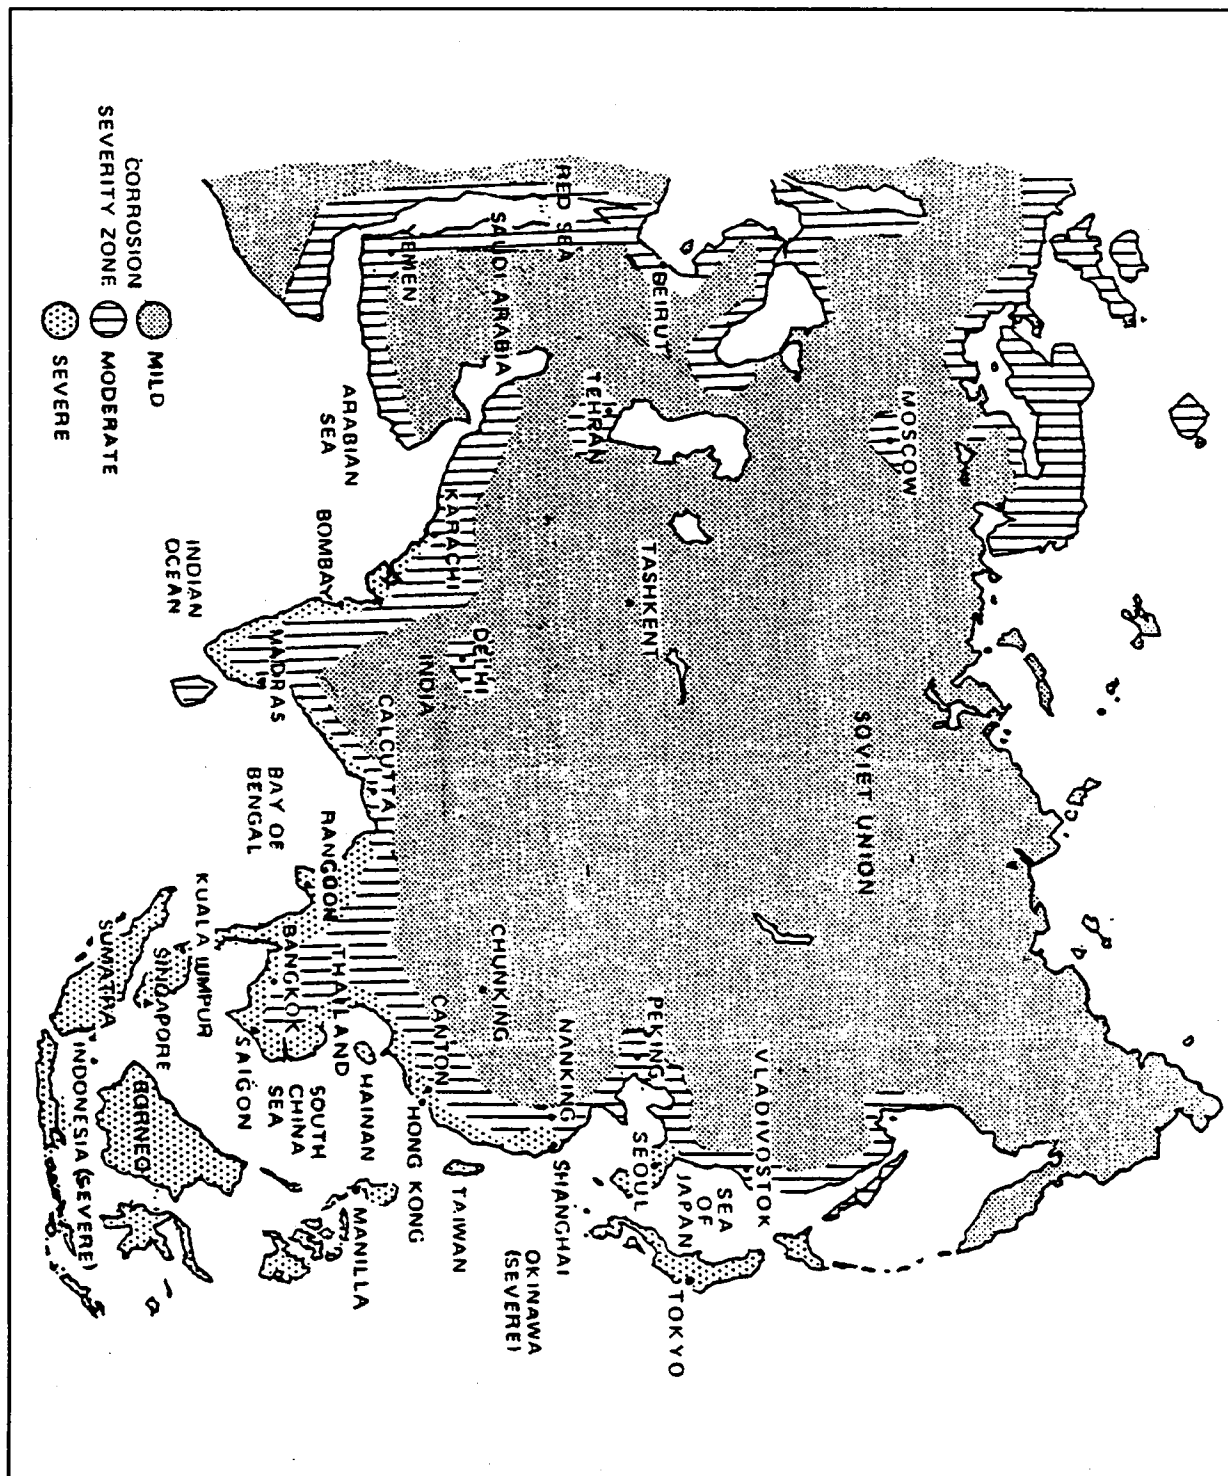 MOSCOW
SOVIET UNION
VLADIVOSTOK
SEA
OF
JAPAN
TOKYO
BEIRUT
TEHRAN
TASHKENT
PEKING
SEOUL
RED SEA
SAUDI ARABIA
YEMEN
KARACHI
DELHI
INDIA
CHUNKING
NANKING
SHANGHAI
OKINAWA
(SEVERE)
CANTON
HONG KONG
TAIWAN
ARABIAN
SEA
BOMBAY
CALCUTTA
MADRAS
RANGOON
THAILAND
HAINAN
MANILLA
BAY OF
BENGAL
BANGKOK
SOUTH
CHINA
SEA
SAIGON
INDIAN
OCEAN
KUALA LUMPUR
SINGAPORE
SUMATRA
BORNEO
INDONESIA (SEVERE)
CORROSION
SEVERITY ZONE
MILD
MODERATE
SEVERE